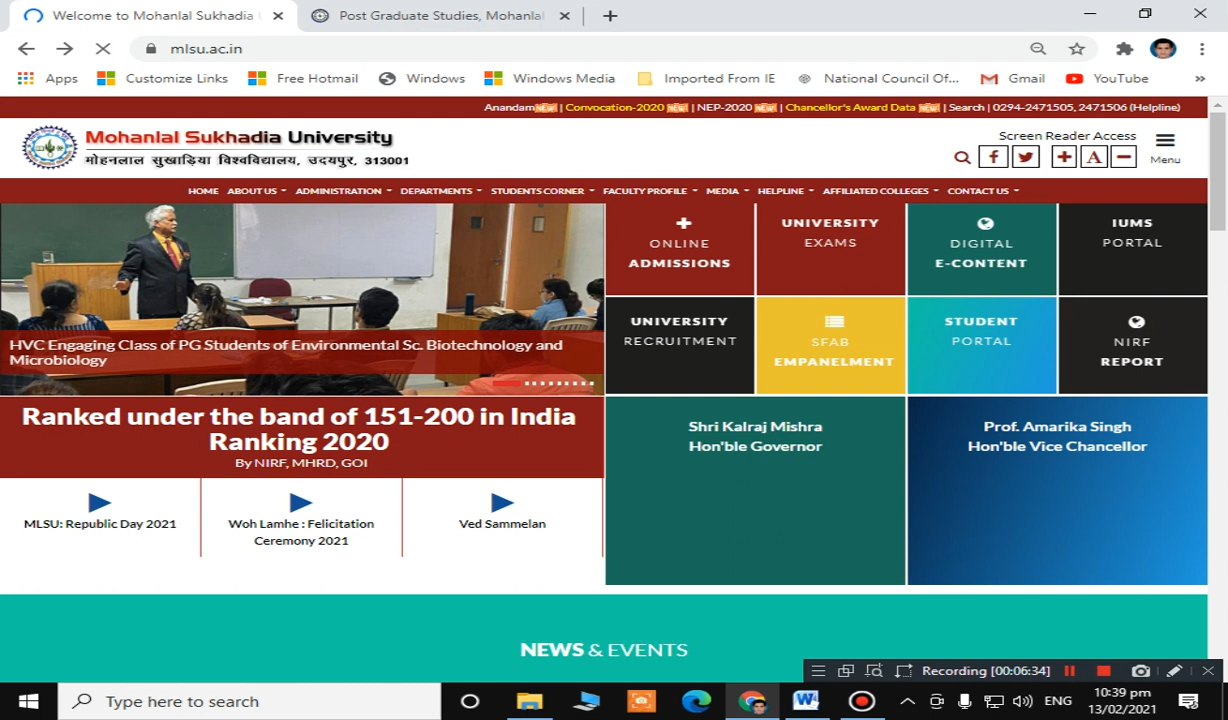 Welcome to Mohanlal Sukhadia U
Post Graduate Studies, Mohanlal
mlsu.ac.in
Apps
Customize Links
Free Hotmail
Windows
Windows Media
Imported From IE
National Council Of...
Gmail
YouTube
»
Anandam NEW | Convocation-2020 NEW | NEP-2020 NEW | Chancellor's Award Data NEW | Search | 0294-2471505, 2471506 (Helpline)
Mohanlal Sukhadia University
मोहनलाल सुखाड़िया विश्वविद्यालय, उदयपुर, 313001
Screen Reader Access
A
Menu
HOME ABOUT US ADMINISTRATION DEPARTMENTS STUDENTS CORNER FACULTY PROFILE MEDIA HELPLINE AFFILIATED COLLEGES CONTACT US
HVC Engaging Class of PG Students of Environmental Sc. Biotechnology and
Microbiology
ONLINE
ADMISSIONS
UNIVERSITY
EXAMS
DIGITAL
E-CONTENT
IUMS
PORTAL
UNIVERSITY
RECRUITMENT
SFAB
EMPANELMENT
STUDENT
PORTAL
NIRF
REPORT
Ranked under the band of 151-200 in India
Ranking 2020
By NIRF, MHRD, GOI
Shri Kalraj Mishra
Hon'ble Governor
Prof. Amarika Singh
Hon'ble Vice Chancellor
MLSU: Republic Day 2021
Woh Lamhe : Felicitation
Ceremony 2021
Ved Sammelan
NEWS & EVENTS
Recording [00:06:34]
Type here to search
ENG
10:39 pm
13/02/2021